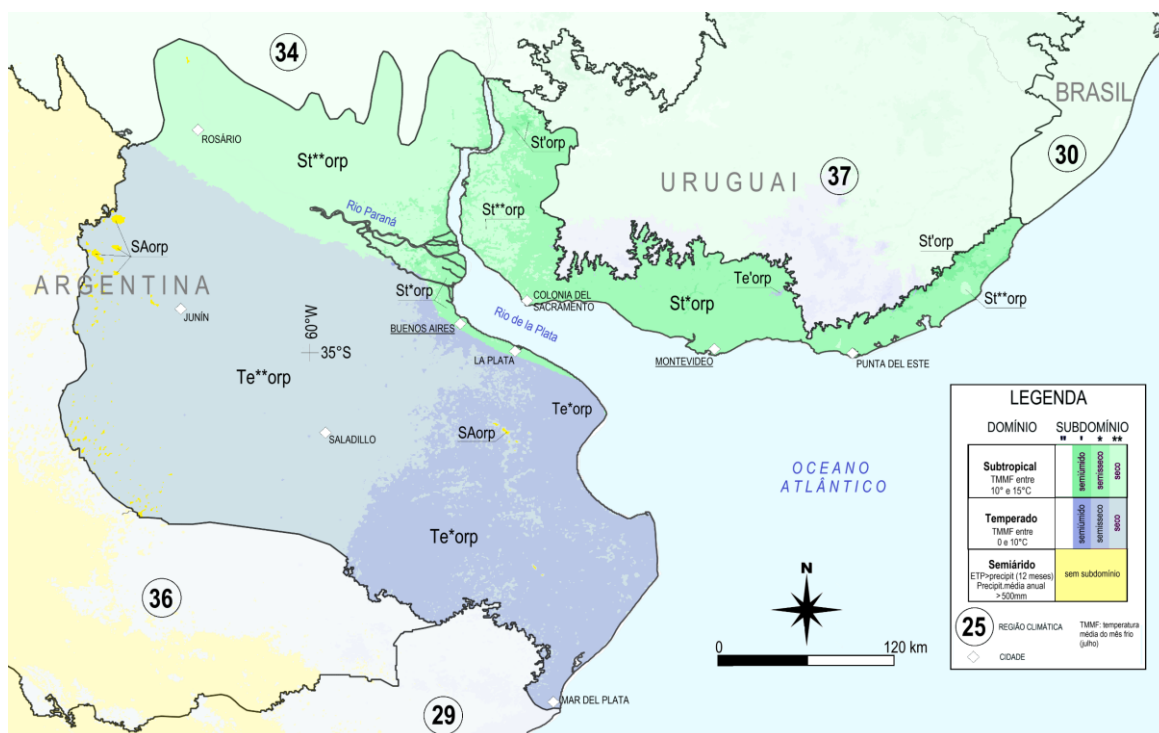 34
BRASIL
30
ROSÁRIO
St'orp
St**orp
URUGUAI
37
St**orp
Rio Paraná
SAorp
ARGENTINA
St'orp
Te'orp
St**orp
St*orp
St*orp
COLONIA DEL
SACRAMENTO
JUNÍN
60°W
35°S
BUENOS AIRES
Rio de la Plata
LA PLATA
MONTEVIDEO
PUNTA DEL ESTE
Te**orp
Te*orp
SALADILLO
SAorp
OCEANO
ATLÂNTICO
Te*orp
36
29
MAR DEL PLATA
N
0
120 km
LEGENDA
DOMÍNIO
SUBDOMÍNIO
" ' * **
Subtropical
TMMF entre
10° e 15°C
semiúmido
semisseco
seco
Temperado
TMMF entre
0 e 10°C
semiúmido
semisseco
seco
Semiárido
ETP>precipit (12 meses)
Precipit.média anual
>500mm
sem subdomínio
25
REGIÃO CLIMÁTICA
TMMF: temperatura
média do mês frio
(julho)
CIDADE